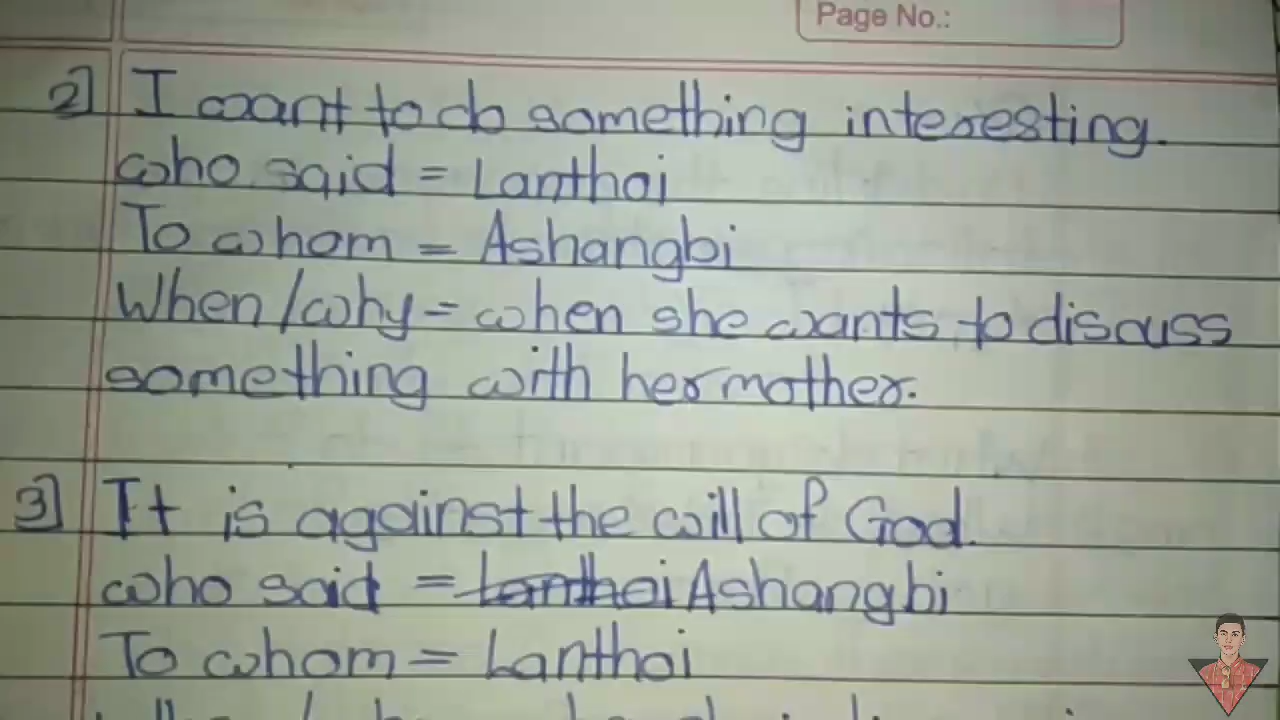 Page No.:
2] I want to do something interesting.
who said = Lanthoi
To whom = Ashangbi
When/why = when she wants to discuss
something with her mother.
3] It is against the will of God.
who said = Lanthoi Ashangbi
To whom = Lanthoi